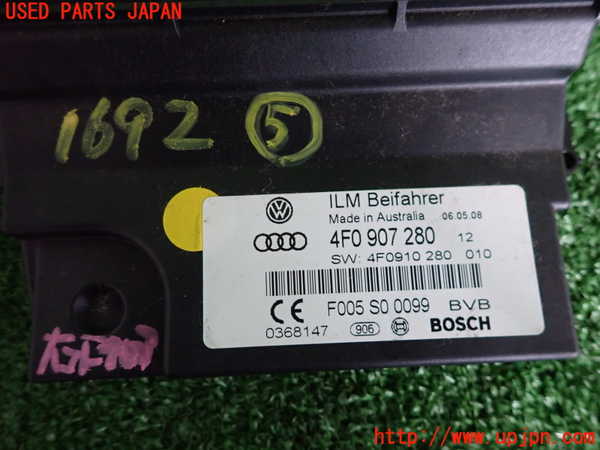 USED PARTS JAPAN
1692 ⑤
ILM Beifahrer
Made in Australia 06.05.08
4F0 907 280 12
SW: 4F0910 280 010
CE F005 S0 0099 BVB
0368147 906 BOSCH
http://www.upjpn.com